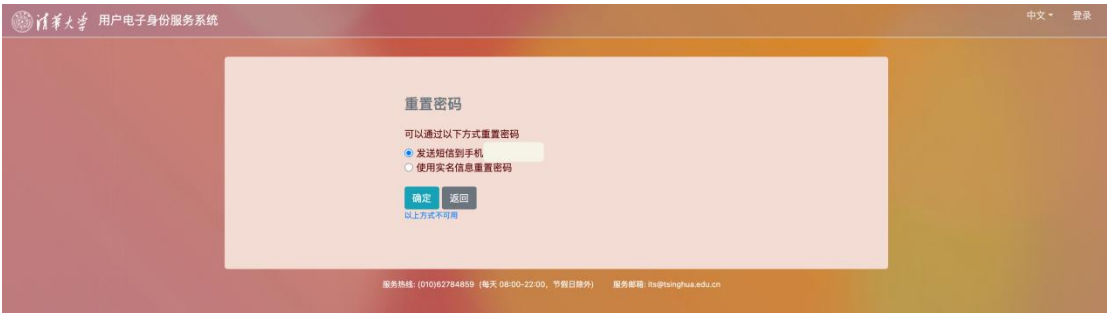 清华大学 用户电子身份服务系统
中文 登录
重置密码
可以通过以下方式重置密码
发送短信到手机
使用实名信息重置密码
确定 返回
以上方式不可用
服务热线: (010)62784859 (每天 08:00-22:00，节假日除外) 服务邮箱: its@tsinghua.edu.cn